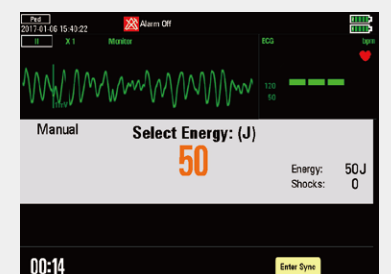 Ped
2017-01-06 15:40:22
Alarm Off
II X1 Monitor ECG bpm
120
50
1mV
Manual
Select Energy: (J)
50
Energy: 50J
Shocks: 0
00:14
Enter Sync